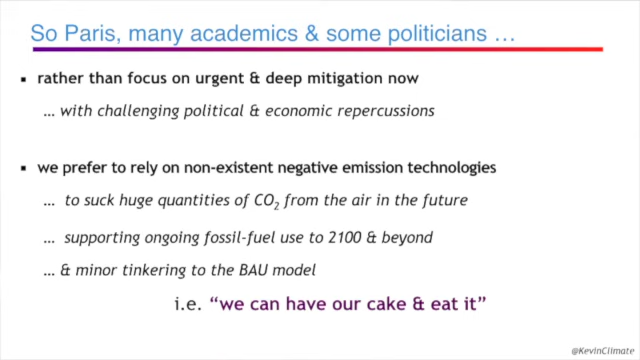 So Paris, many academics & some politicians …
▪ rather than focus on urgent & deep mitigation now
… with challenging political & economic repercussions
▪ we prefer to rely on non-existent negative emission technologies
… to suck huge quantities of CO₂ from the air in the future
… supporting ongoing fossil-fuel use to 2100 & beyond
… & minor tinkering to the BAU model
i.e. “we can have our cake & eat it”
@KevinClimate